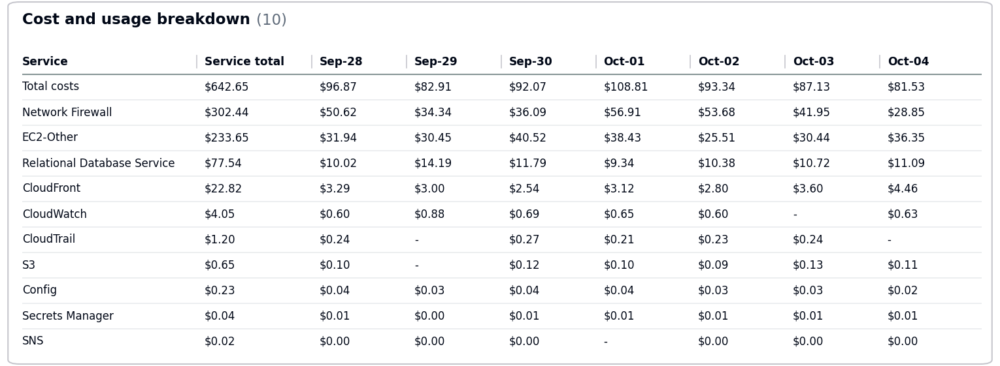 Cost and usage breakdown (10)
Service | Service total | Sep-28 | Sep-29 | Sep-30 | Oct-01 | Oct-02 | Oct-03 | Oct-04
Total costs $642.65 $96.87 $82.91 $92.07 $108.81 $93.34 $87.13 $81.53
Network Firewall $302.44 $50.62 $34.34 $36.09 $56.91 $53.68 $41.95 $28.85
EC2-Other $233.65 $31.94 $30.45 $40.52 $38.43 $25.51 $30.44 $36.35
Relational Database Service $77.54 $10.02 $14.19 $11.79 $9.34 $10.38 $10.72 $11.09
CloudFront $22.82 $3.29 $3.00 $2.54 $3.12 $2.80 $3.60 $4.46
CloudWatch $4.05 $0.60 $0.88 $0.69 $0.65 $0.60 - $0.63
CloudTrail $1.20 $0.24 - $0.27 $0.21 $0.23 $0.24 -
S3 $0.65 $0.10 - $0.12 $0.10 $0.09 $0.13 $0.11
Config $0.23 $0.04 $0.03 $0.04 $0.04 $0.03 $0.03 $0.02
Secrets Manager $0.04 $0.01 $0.00 $0.01 $0.01 $0.01 $0.01 $0.01
SNS $0.02 $0.00 $0.00 $0.00 - $0.00 $0.00 $0.00